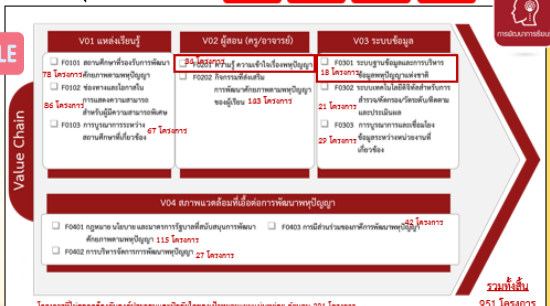 การพัฒนาการเรียน
V01 แหล่งเรียนรู้
F0101 สถานศึกษาที่รองรับการพัฒนา
ศักยภาพตามพหุปัญญา
78 โครงการ
F0102 ช่องทางและโอกาสใน
การแสดงความสามารถ
สำหรับผู้มีความสามารถพิเศษ
86 โครงการ
F0103 การบูรณาการระหว่าง
สถานศึกษาที่เกี่ยวข้อง
67 โครงการ
V02 ผู้สอน (ครู/อาจารย์)
F0201 ความรู้ ความเข้าใจเรื่องพหุปัญญา
โครงการ
F0202 กิจกรรมที่ส่งเสริม
การพัฒนาศักยภาพตามพหุปัญญา
ของผู้เรียน 143 โครงการ
V03 ระบบข้อมูล
F0301 ระบบฐานข้อมูลและการบริหาร
ข้อมูลพหุปัญญาแห่งชาติ
18 โครงการ
F0302 ระบบเทคโนโลยีดิจิทัลสำหรับการ
สำรวจ/คัดกรอง/วัดระดับ/ติดตาม
และประเมินผล
21 โครงการ
F0303 การบูรณาการและเชื่อมโยง
ข้อมูลระหว่างหน่วยงานที่
เกี่ยวข้อง
29 โครงการ
Value Chain
V04 สภาพแวดล้อมที่เอื้อต่อการพัฒนาพหุปัญญา
F0401 กฎหมาย นโยบาย และมาตรการรัฐบาลที่สนับสนุนการพัฒนา
ศักยภาพตามพหุปัญญา 115 โครงการ
F0402 การบริหารจัดการการพัฒนาพหุปัญญา 27 โครงการ
F0403 การมีส่วนร่วมของภาคีการพัฒนาพหุปัญญา
42 โครงการ
รวมทั้งสิ้น
951 โครงการ